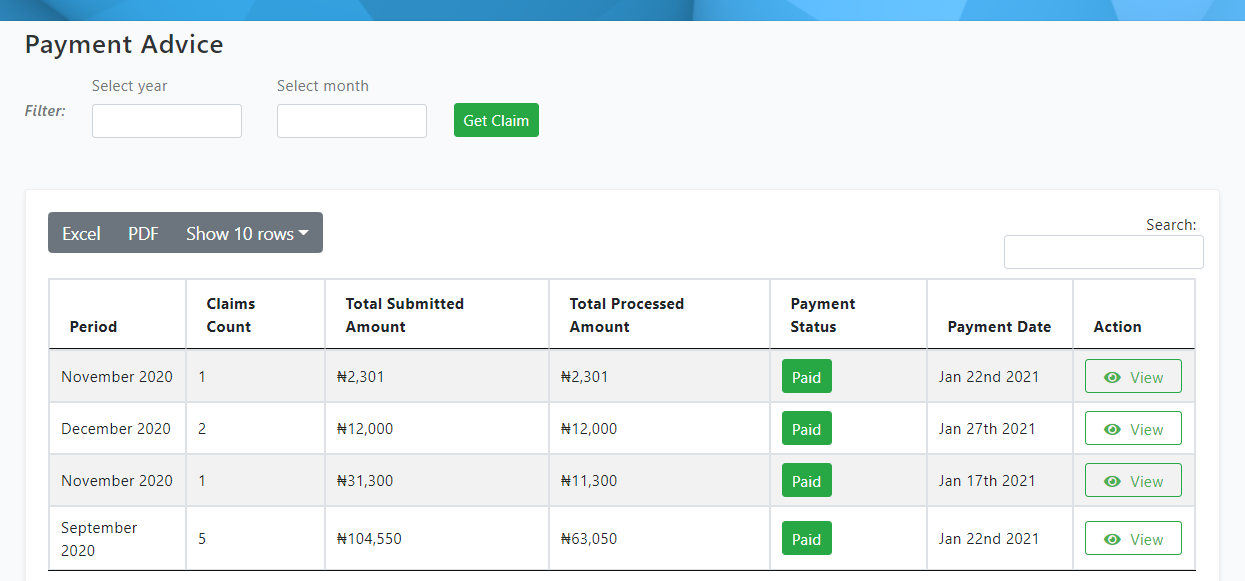 Payment Advice
Select year
Select month
Filter:
Get Claim
Excel PDF Show 10 rows
Search:
Period Claims Count Total Submitted Amount Total Processed Amount Payment Status Payment Date Action
November 2020 1 ₦2,301 ₦2,301 Paid Jan 22nd 2021 View
December 2020 2 ₦12,000 ₦12,000 Paid Jan 27th 2021 View
November 2020 1 ₦31,300 ₦11,300 Paid Jan 17th 2021 View
September 2020 5 ₦104,550 ₦63,050 Paid Jan 22nd 2021 View